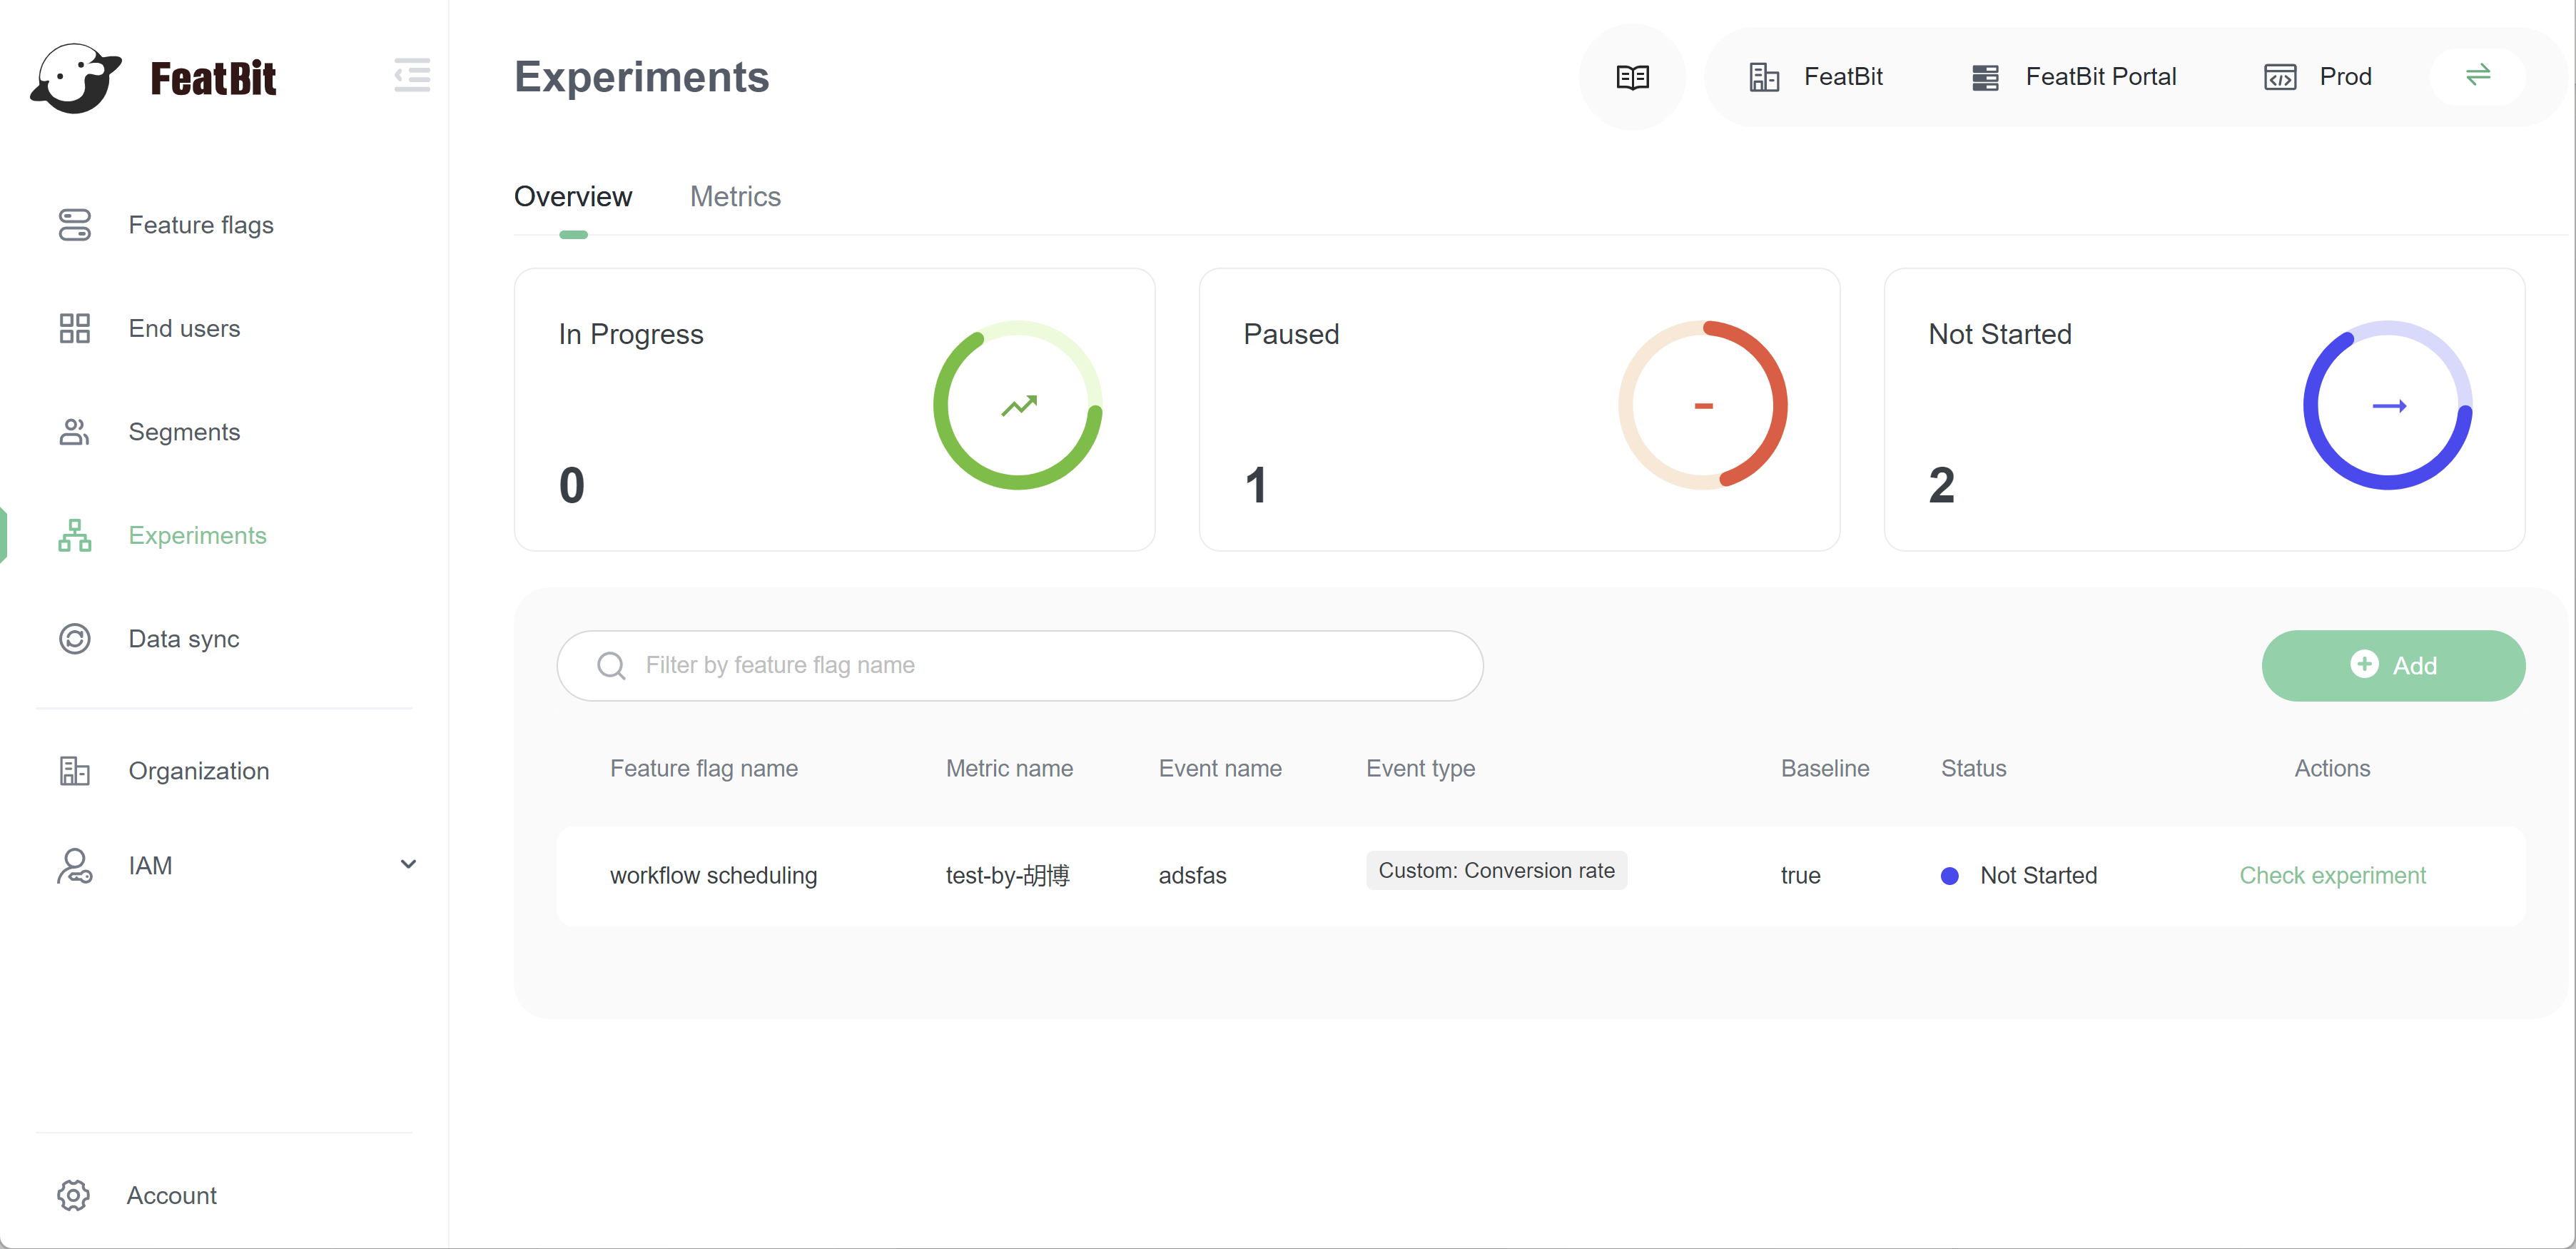 FeatBit
Experiments
FeatBit
FeatBit Portal
Prod
Feature flags
End users
Segments
Experiments
Data sync
Organization
IAM
Account
Overview
Metrics
In Progress
0
Paused
1
Not Started
2
Filter by feature flag name
Add
Feature flag name
Metric name
Event name
Event type
Baseline
Status
Actions
workflow scheduling
test-by-胡博
adsfas
Custom: Conversion rate
true
Not Started
Check experiment